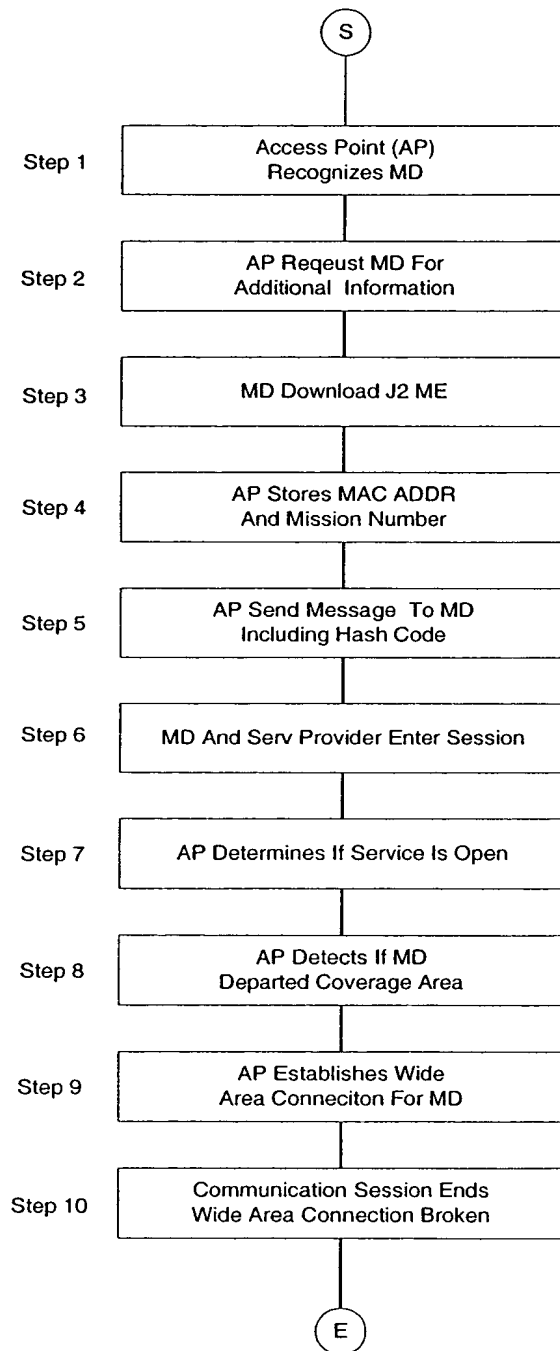 S
Step 1
Access Point (AP)
Recognizes MD
Step 2
AP Reqeust MD For
Additional Information
Step 3
MD Download J2 ME
Step 4
AP Stores MAC ADDR
And Mission Number
Step 5
AP Send Message To MD
Including Hash Code
Step 6
MD And Serv Provider Enter Session
Step 7
AP Determines If Service Is Open
Step 8
AP Detects If MD
Departed Coverage Area
Step 9
AP Establishes Wide
Area Conneciton For MD
Step 10
Communication Session Ends
Wide Area Connection Broken
E